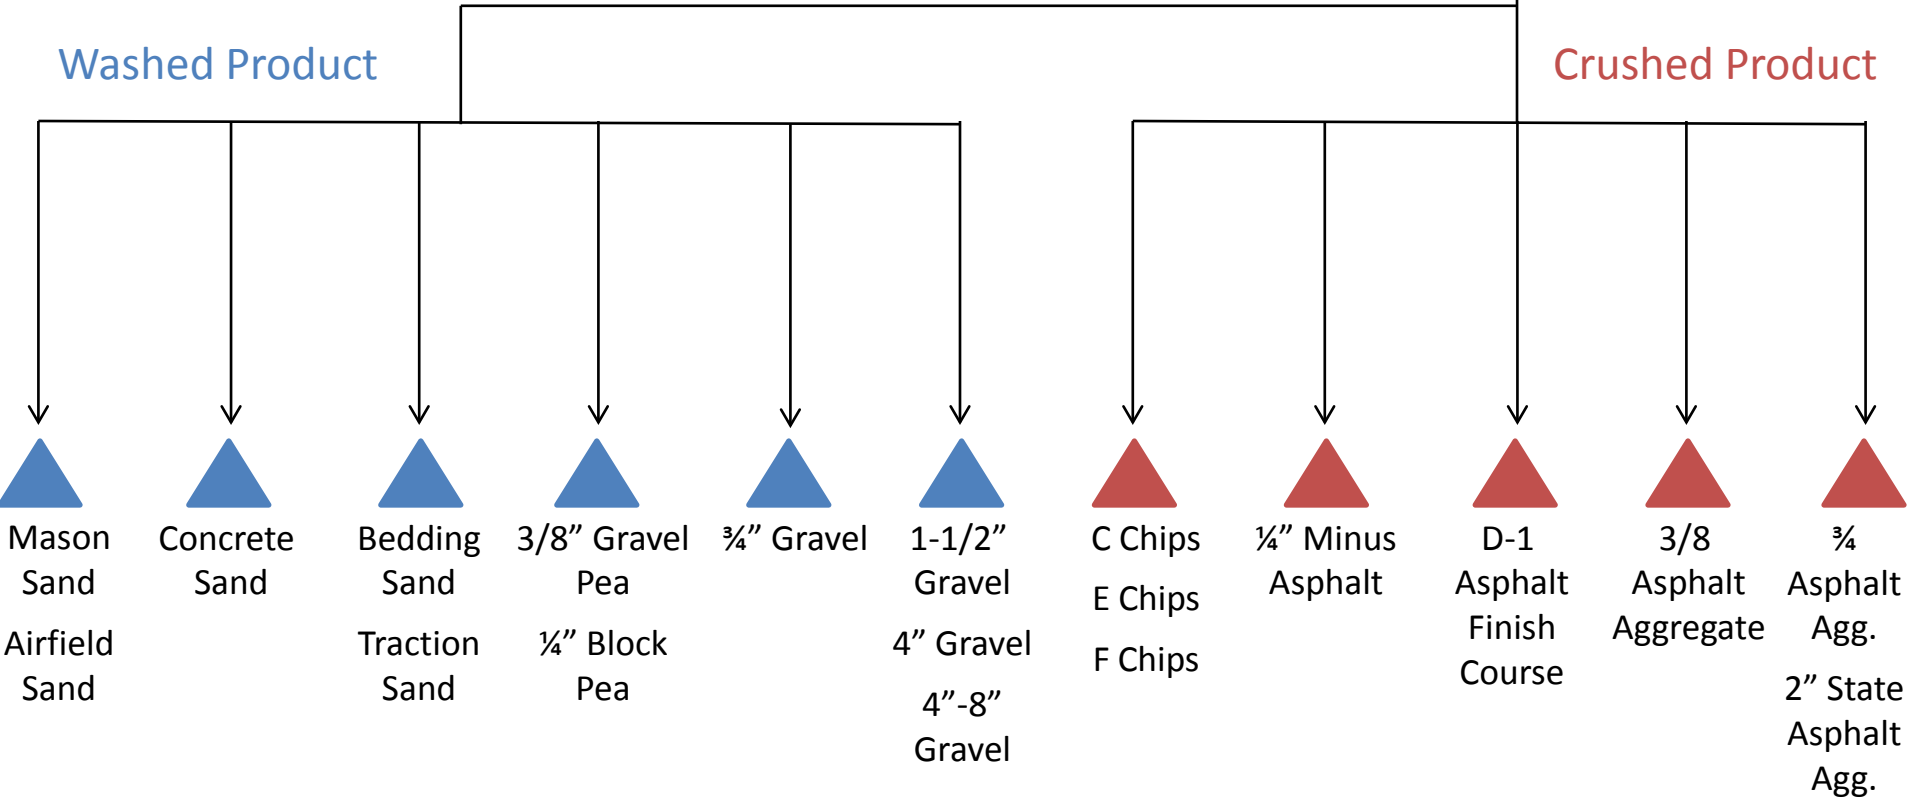 Washed Product
Crushed Product
Mason
Sand
Airfield
Sand
Concrete
Sand
Bedding
Sand
Traction
Sand
3/8” Gravel
Pea
¼” Block
Pea
¾” Gravel
1-1/2”
Gravel
4” Gravel
4”-8”
Gravel
C Chips
E Chips
F Chips
¼” Minus
Asphalt
D-1
Asphalt
Finish
Course
3/8
Asphalt
Aggregate
¾
Asphalt
Agg.
2” State
Asphalt
Agg.